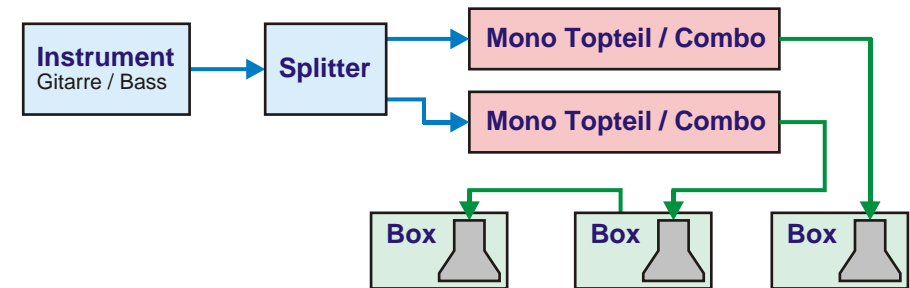 Instrument
Gitarre / Bass
Splitter
Mono Topteil / Combo
Mono Topteil / Combo
Box
Box
Box